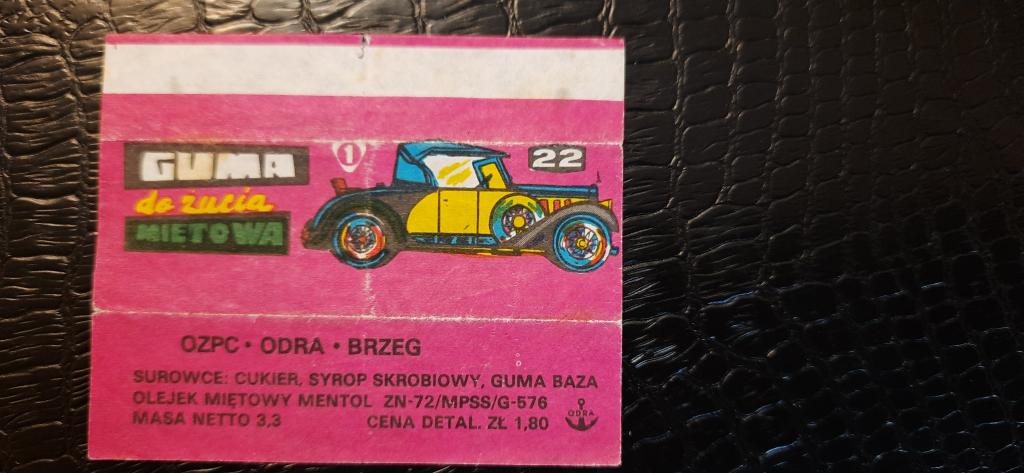 GUMA
do żucia
MIĘTOWA
1
22
OZPC • ODRA • BRZEG
SUROWCE: CUKIER, SYROP SKROBIOWY, GUMA BAZA
OLEJEK MIĘTOWY MENTOL ZN-72/MPSS/G-576
MASA NETTO 3,3 CENA DETAL. ZŁ 1,80
ODRA